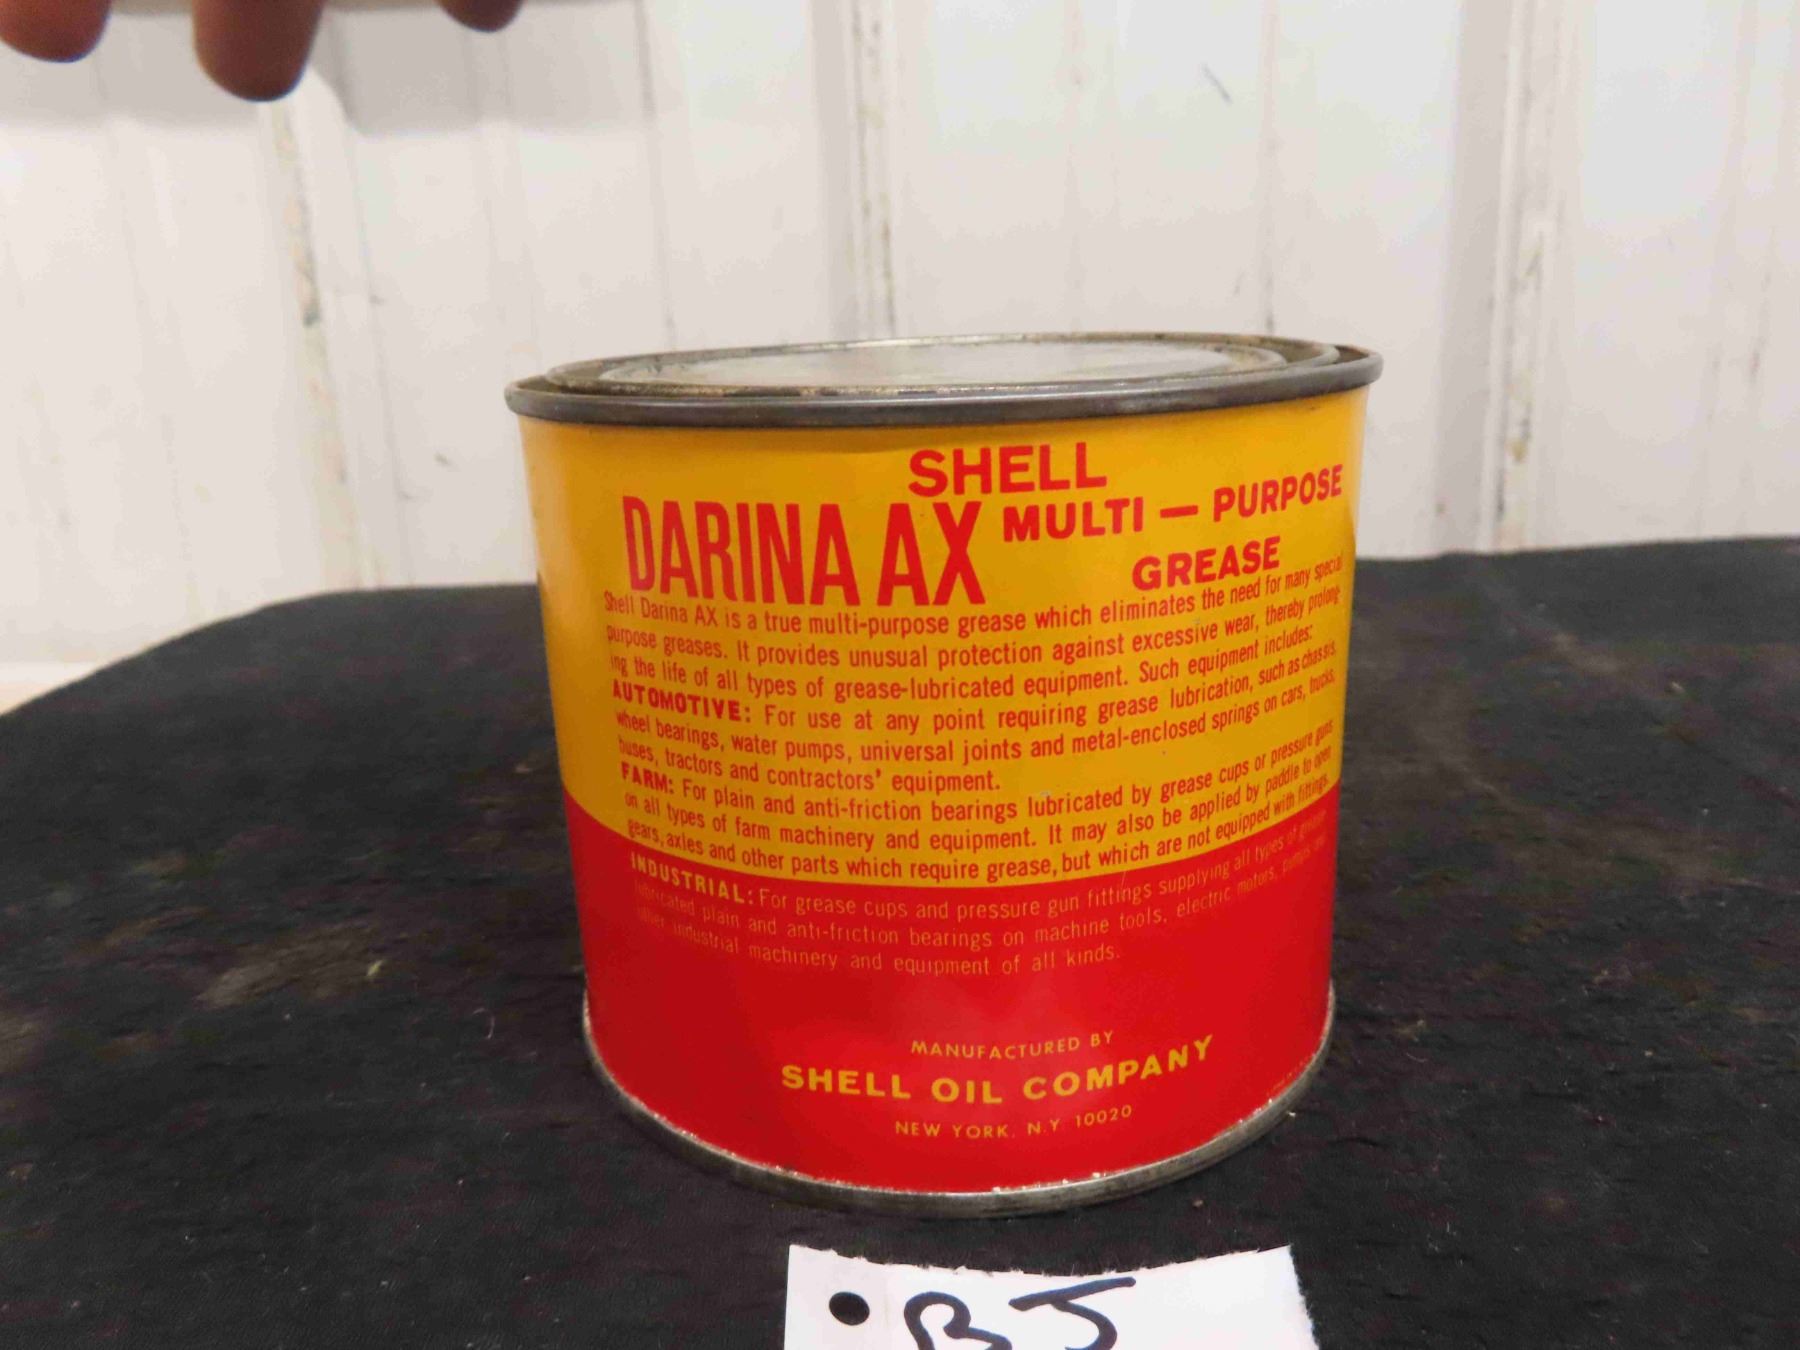 SHELL
DARINA AX MULTI — PURPOSE
GREASE
Shell Darina AX is a true multi-purpose grease which eliminates the need for many special
purpose greases. It provides unusual protection against excessive wear, thereby prolong-
ing the life of all types of grease-lubricated equipment. Such equipment includes:
AUTOMOTIVE: For use at any point requiring grease lubrication, such as chassis,
wheel bearings, water pumps, universal joints and metal-enclosed springs on cars, trucks,
buses, tractors and contractors' equipment.
FARM: For plain and anti-friction bearings lubricated by grease cups or pressure guns
on all types of farm machinery and equipment. It may also be applied by paddle to open
gears, axles and other parts which require grease, but which are not equipped with fittings.
INDUSTRIAL: For grease cups and pressure gun fittings supplying all types of grease
lubricated plain and anti-friction bearings on machine tools, electric motors, pumps and
other industrial machinery and equipment of all kinds.
MANUFACTURED BY
SHELL OIL COMPANY
NEW YORK, N.Y. 10020
BJ